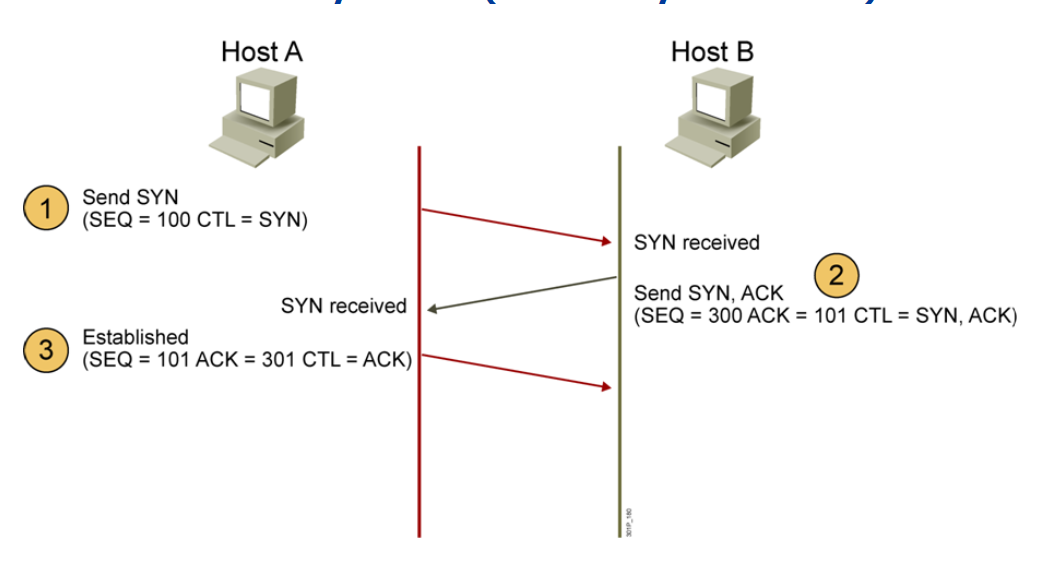 Host A
Host B
1
Send SYN
(SEQ = 100 CTL = SYN)
SYN received
2
Send SYN, ACK
(SEQ = 300 ACK = 101 CTL = SYN, ACK)
SYN received
3
Established
(SEQ = 101 ACK = 301 CTL = ACK)
301P_180